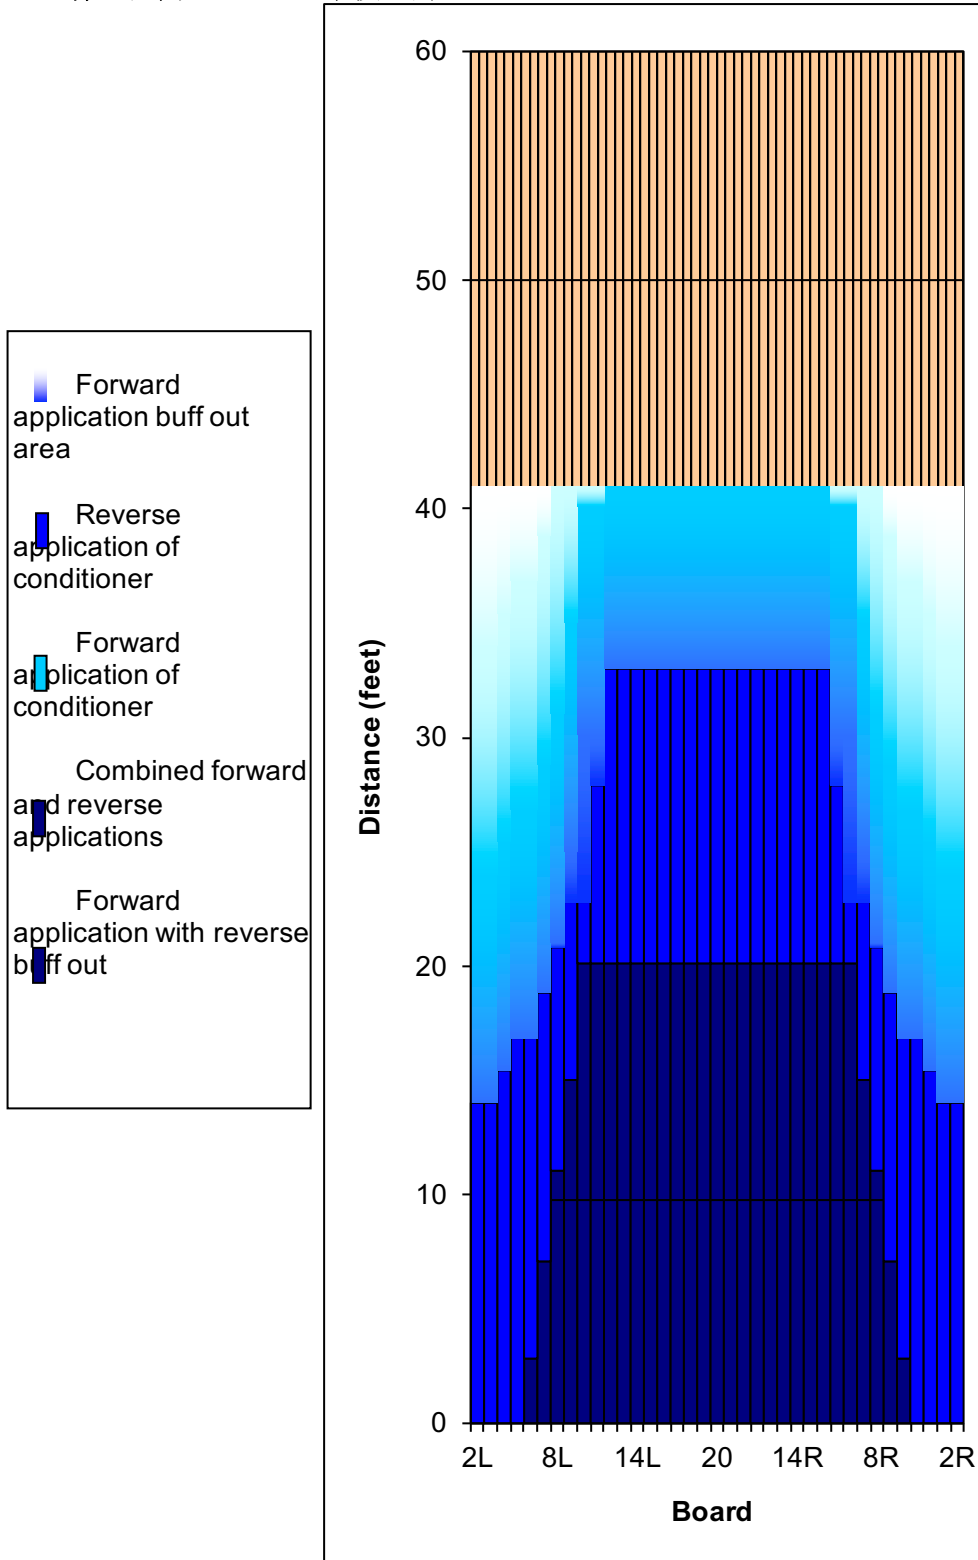 Forward
application buff out
area
Reverse
application of
conditioner
Forward
application of
conditioner
Combined forward
and reverse
applications
Forward
application with reverse
buff out
60
50
40
30
20
10
0
Distance (feet)
2L 8L 14L 20 14R 8R 2R
Board